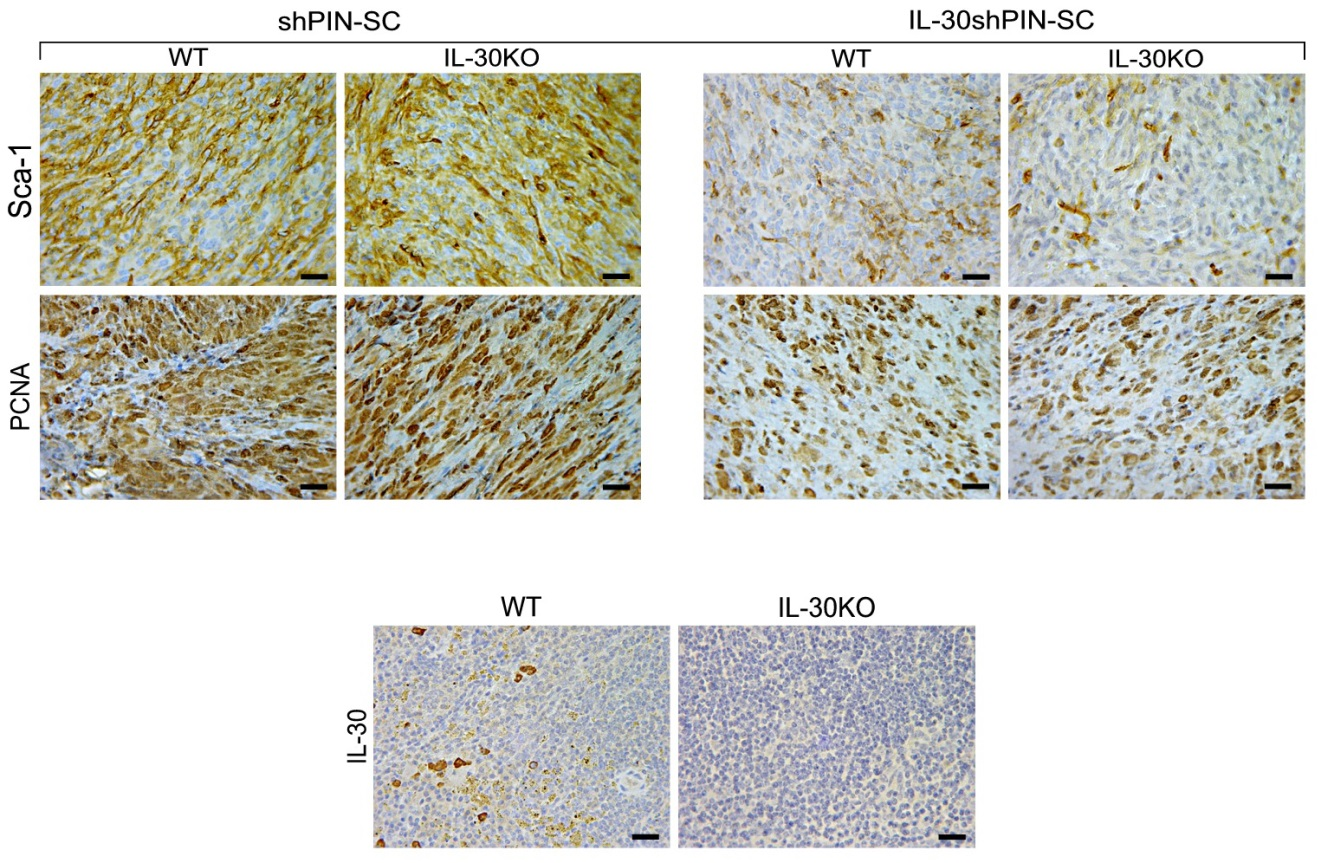 shPIN-SC IL-30shPIN-SC
WT IL-30KO WT IL-30KO
Sca-1
PCNA
WT IL-30KO
IL-30